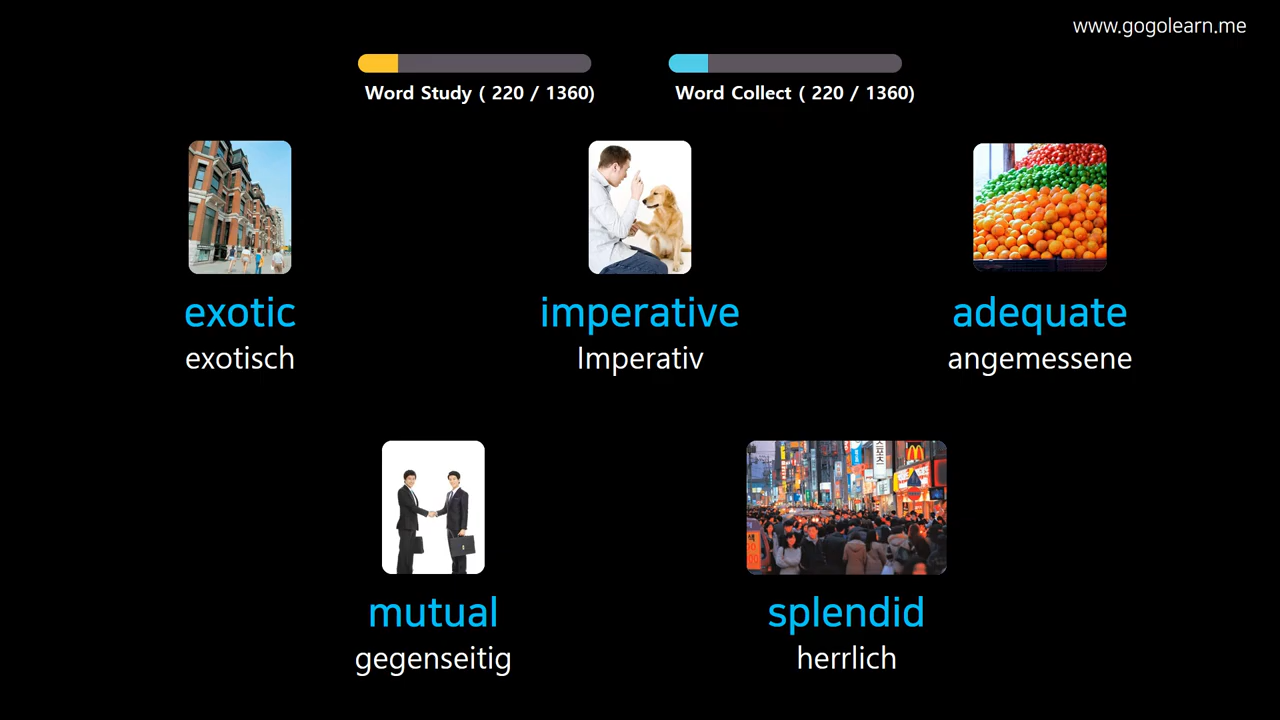 www.gogolearn.me
Word Study ( 220 / 1360)
Word Collect ( 220 / 1360)
exotic
exotisch
imperative
Imperativ
adequate
angemessene
mutual
gegenseitig
splendid
herrlich